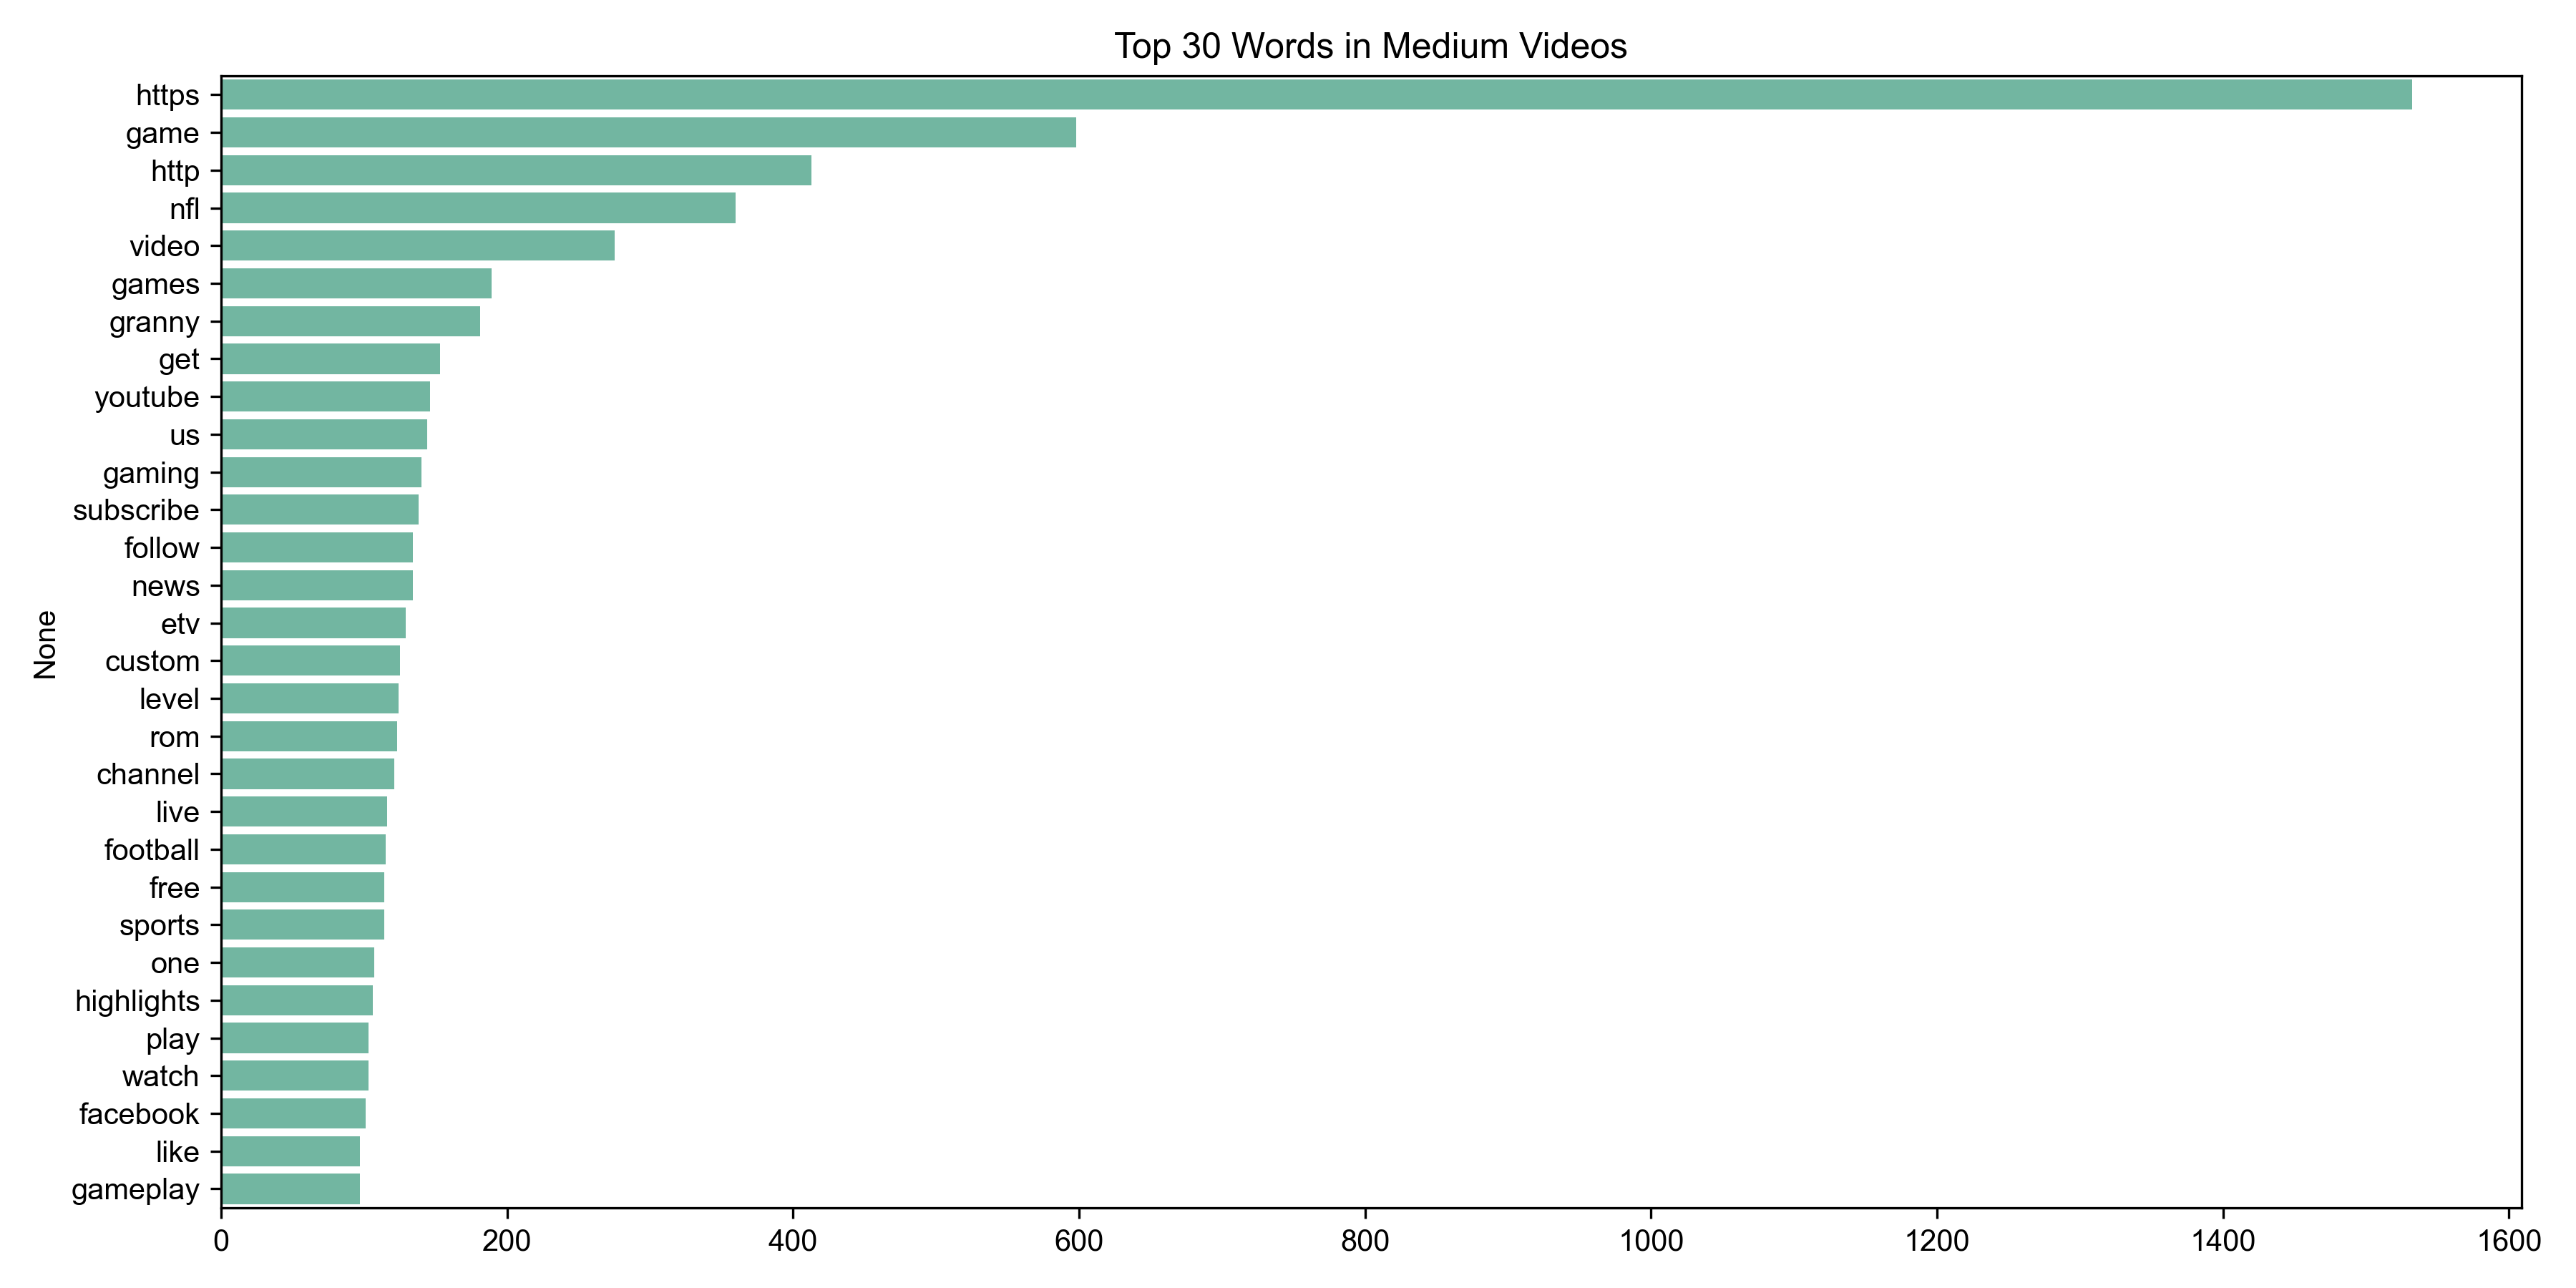 Top 30 Words in Medium Videos
https
game
http
nfl
video
games
granny
get
youtube
us
gaming
subscribe
follow
news
etv
custom
level
rom
channel
live
football
free
sports
one
highlights
play
watch
facebook
like
gameplay
None
0 200 400 600 800 1000 1200 1400 1600